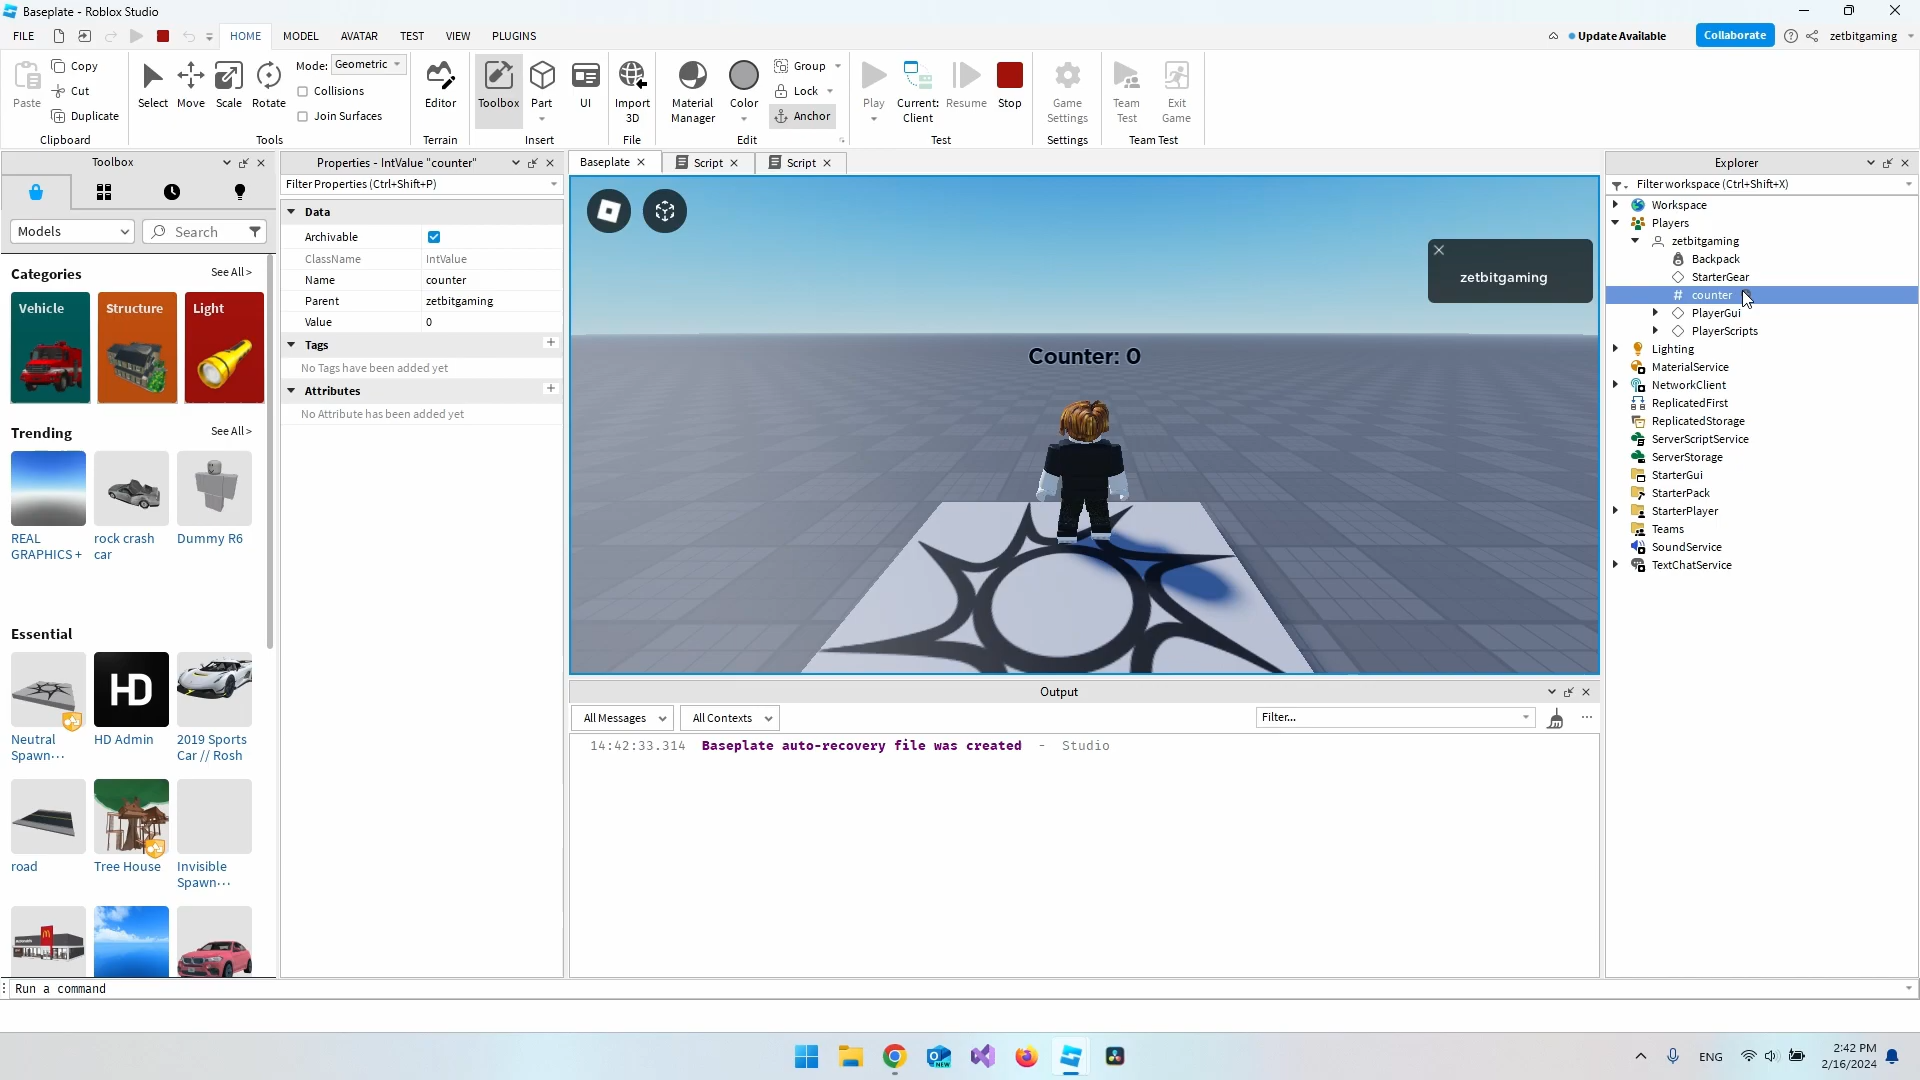 Baseplate - Roblox Studio
FILE HOME MODEL AVATAR TEST VIEW PLUGINS Update Available Collaborate zetbitgaming
Paste
Copy
Cut
Duplicate
Clipboard
Select Move Scale Rotate
Mode: Geometric
Collisions
Join Surfaces
Tools
Editor
Terrain
Toolbox Part UI
Insert
Import
3D
File
Material
Manager
Color
Group
Lock
Anchor
Edit
Play
Current:
Client
Resume Stop
Test
Game
Settings
Settings
Team
Test
Exit
Game
Team Test
Toolbox
Models Search
Categories See All >
Vehicle Structure Light
Trending See All >
REAL
GRAPHICS +
rock crash
car
Dummy R6
Essential
HD
Neutral
Spawn···
HD Admin
2019 Sports
Car // Rosh
road
Tree House
Invisible
Spawn···
Properties - IntValue "counter"
Filter Properties (Ctrl+Shift+P)
Data
Archivable
ClassName IntValue
Name counter
Parent zetbitgaming
Value 0
Tags
No Tags have been added yet
Attributes
No Attribute has been added yet
Baseplate Script Script
zetbitgaming
Counter: 0
Output
All Messages All Contexts Filter...
14:42:33.314 Baseplate auto-recovery file was created - Studio
Explorer
Filter workspace (Ctrl+Shift+X)
Workspace
Players
zetbitgaming
Backpack
StarterGear
counter
PlayerGui
PlayerScripts
Lighting
MaterialService
NetworkClient
ReplicatedFirst
ReplicatedStorage
ServerScriptService
ServerStorage
StarterGui
StarterPack
StarterPlayer
Teams
SoundService
TextChatService
Run a command
ENG
2:42 PM
2/16/2024